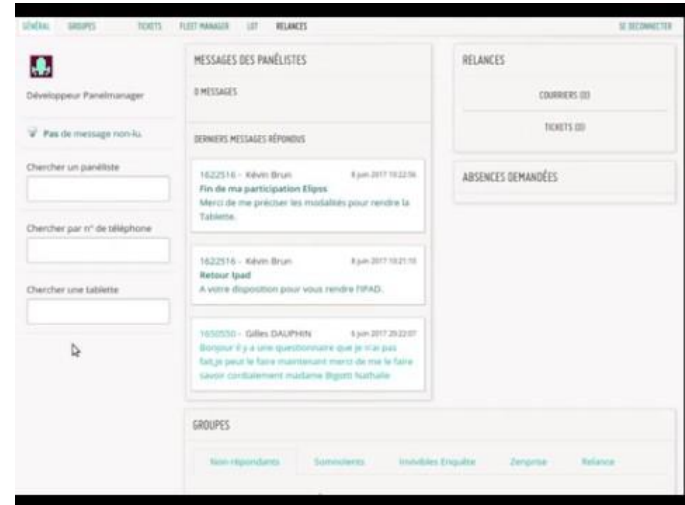 GÉNÉRAL GROUPES TICKETS FLEET MANAGER LOT RELANCES SE DECONNECTER
Développeur Panelmanager
Pas de message non-lu.
Chercher un panéliste
Chercher par n° de téléphone
Chercher une tablette
MESSAGES DES PANÉLISTES
0 MESSAGES
DERNIERS MESSAGES RÉPONDUS
1622516 - Kévin Brun 8 juin 2017 10:22:56
Fin de ma participation Elipss
Merci de me préciser les modalités pour rendre la
Tablette.
1622516 - Kévin Brun 8 juin 2017 10:21:10
Retour Ipad
A votre disposition pour vous rendre l'IPAD.
1650550 - Gilles DAUPHIN 6 juin 2017 20:22:07
Bonjour il y a une questionnaire que je n'ai pas
fait,je peut le faire maintenant merci de me le faire
savoir cordialement madame Bigotti Nathalie
RELANCES
COURRIERS (0)
TICKETS (0)
ABSENCES DEMANDÉES
GROUPES
Non-répondants Somnolents Invisibles Enquête Zenprise Relance